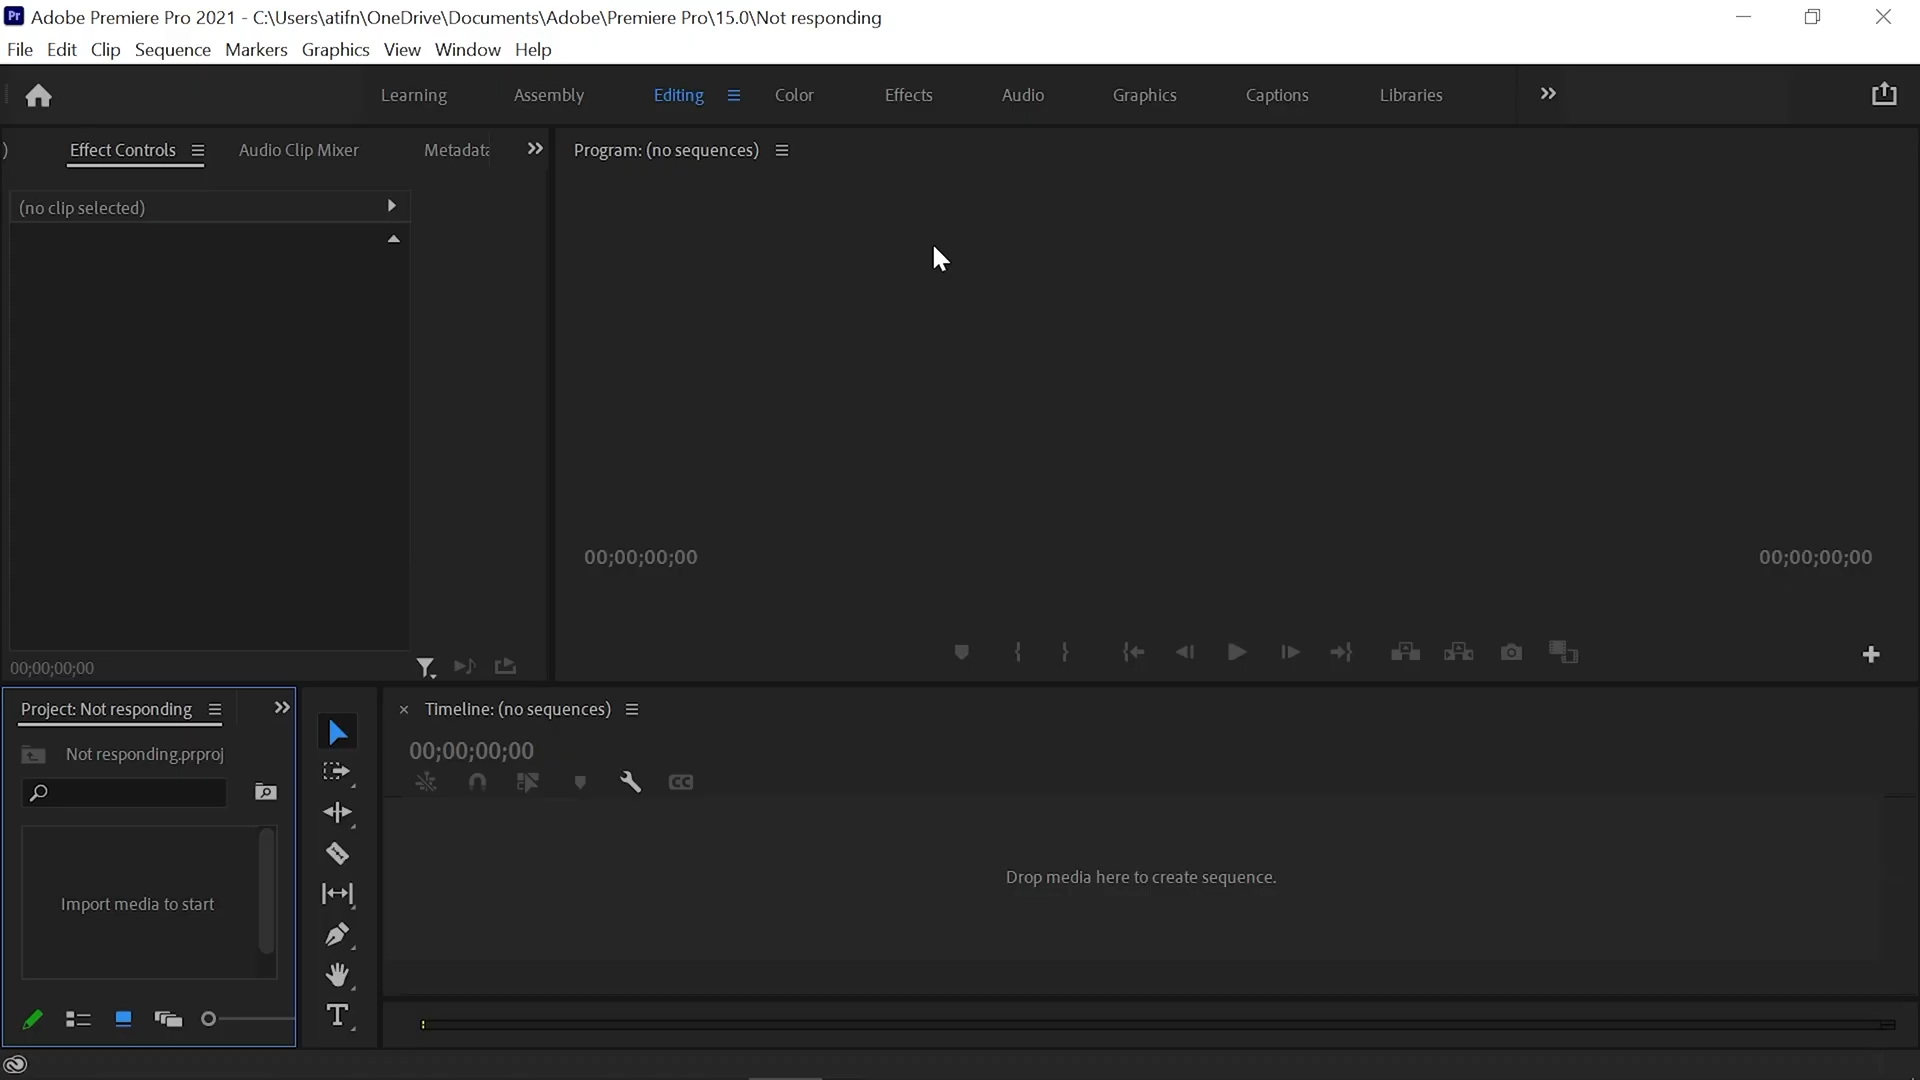 Pr Adobe Premiere Pro 2021 - C:\Users\atifn\OneDrive\Documents\Adobe\Premiere Pro\15.0\Not responding
File Edit Clip Sequence Markers Graphics View Window Help
Learning Assembly Editing Color Effects Audio Graphics Captions Libraries
) Effect Controls Audio Clip Mixer Metadata Program: (no sequences)
(no clip selected)
00;00;00;00 00;00;00;00
00;00;00;00
Project: Not responding Timeline: (no sequences)
00;00;00;00
Not responding.prproj
CC
Drop media here to create sequence.
Import media to start
T